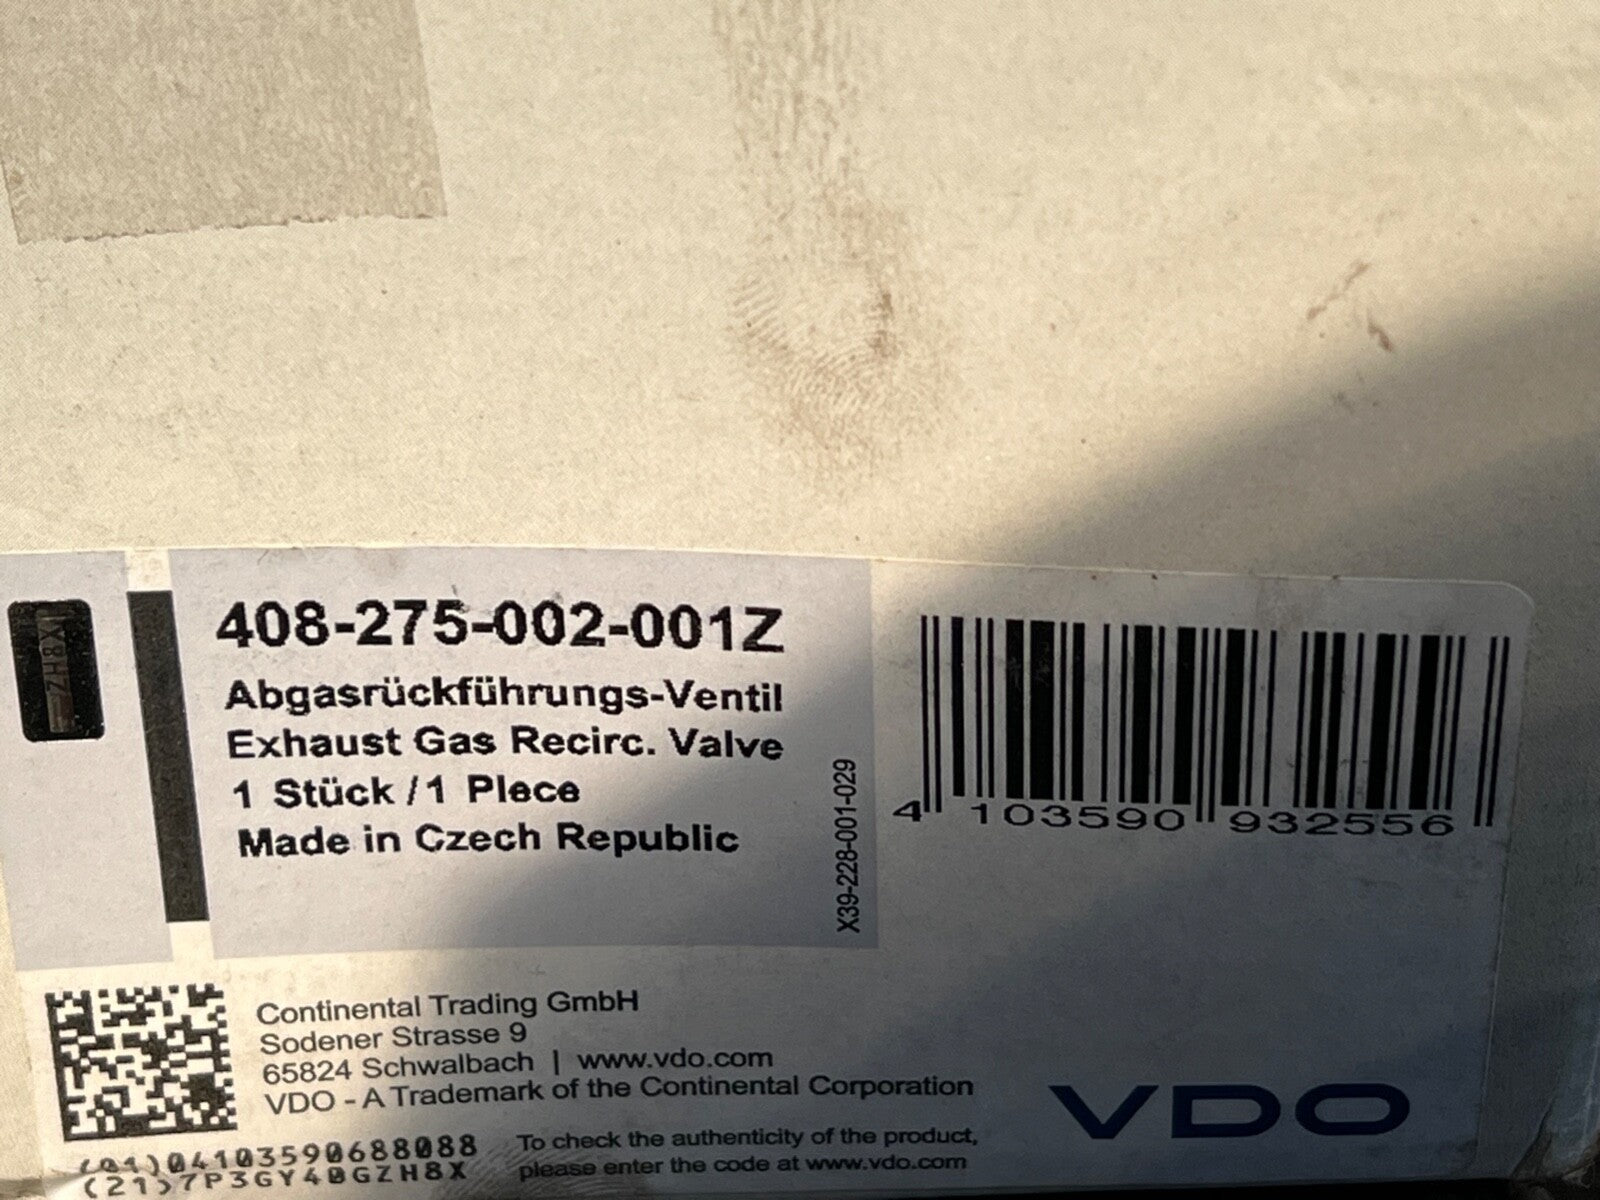 408-275-002-001Z
Abgasrückführungs-Ventil
Exhaust Gas Recirc. Valve
1 Stück / 1 Piece
Made in Czech Republic
X39-228-001-029
4 103590 932556
ZH8X
Continental Trading GmbH
Sodener Strasse 9
65824 Schwalbach | www.vdo.com
VDO - A Trademark of the Continental Corporation
VDO
(01)04103590688088
(21)7P3GY40GZH8X
To check the authenticity of the product,
please enter the code at www.vdo.com